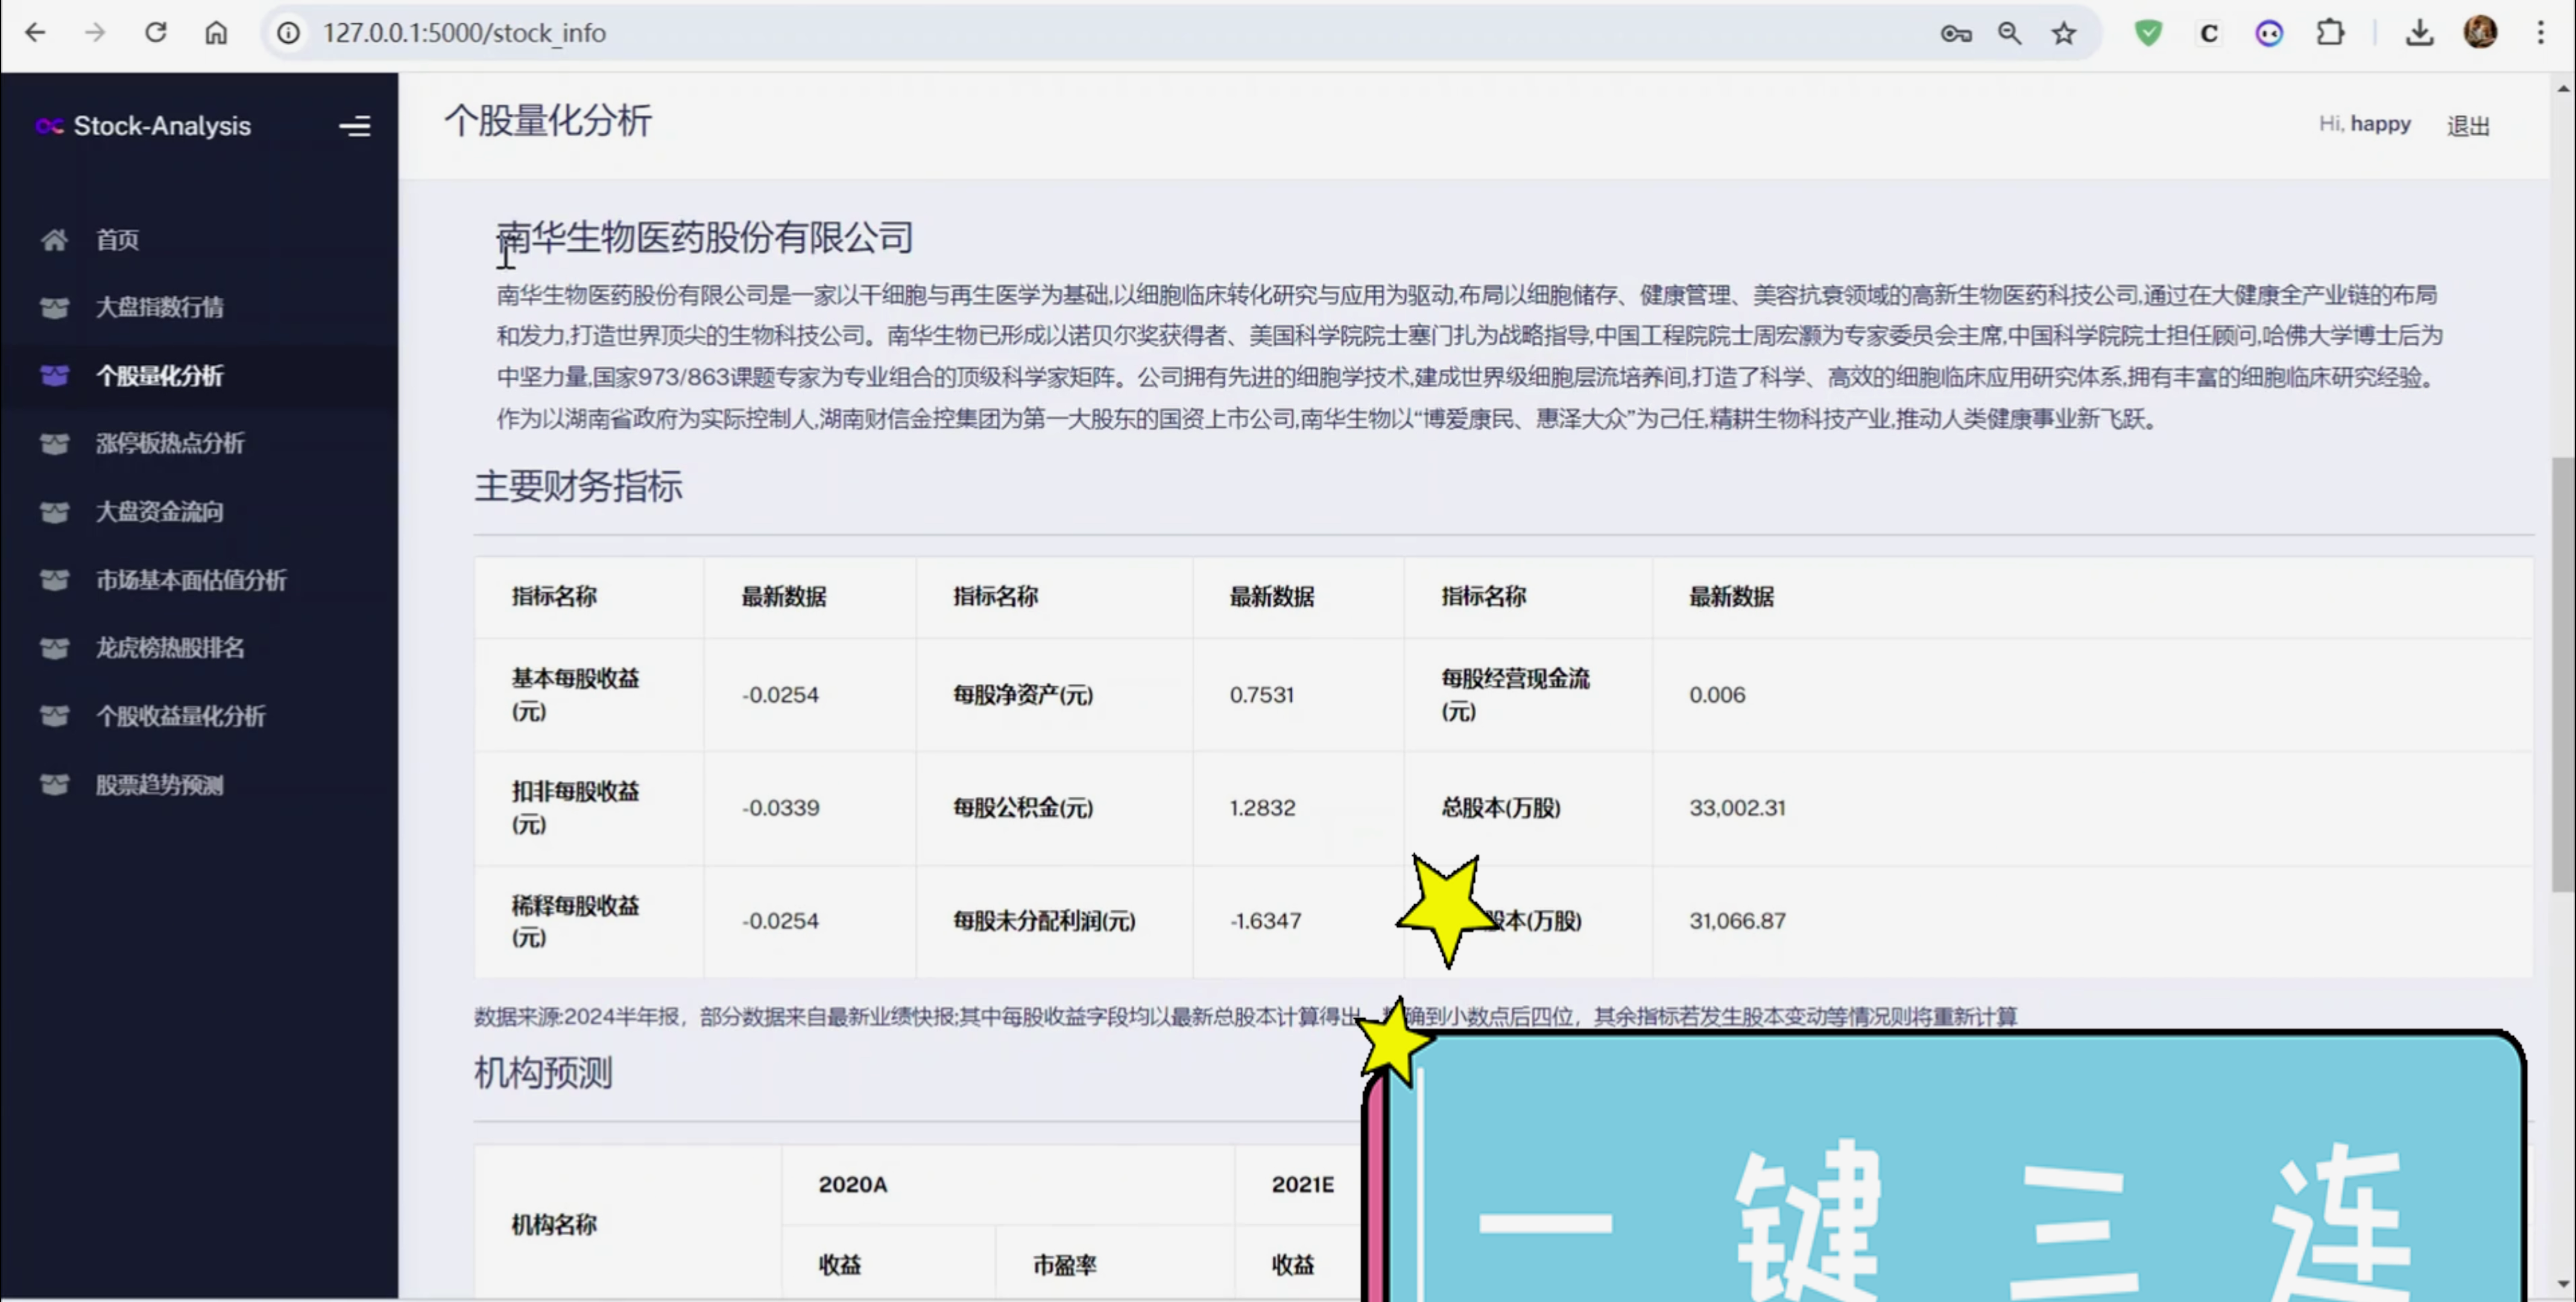 127.0.0.1:5000/stock_info
Stock-Analysis
个股量化分析
Hi, happy
退出
首页
大盘指数行情
个股量化分析
涨停板热点分析
大盘资金流向
市场基本面估值分析
龙虎榜热股排名
个股收益量化分析
股票趋势预测
南华生物医药股份有限公司
南华生物医药股份有限公司是一家以干细胞与再生医学为基础,以细胞临床转化研究与应用为驱动,布局以细胞储存、健康管理、美容抗衰领域的高新生物医药科技公司,通过在大健康全产业链的布局
和发力,打造世界顶尖的生物科技公司。南华生物已形成以诺贝尔奖获得者、美国科学院院士塞门扎为战略指导,中国工程院院士周宏灏为专家委员会主席,中国科学院院士担任顾问,哈佛大学博士后为
中坚力量,国家973/863课题专家为专业组合的顶级科学家矩阵。公司拥有先进的细胞学技术,建成世界级细胞层流培养间,打造了科学、高效的细胞临床应用研究体系,拥有丰富的细胞临床研究经验。
作为以湖南省政府为实际控制人,湖南财信金控集团为第一大股东的国资上市公司,南华生物以“博爱康民、惠泽大众”为己任,精耕生物科技产业,推动人类健康事业新飞跃。
主要财务指标
指标名称 最新数据 指标名称 最新数据 指标名称 最新数据
基本每股收益(元) -0.0254 每股净资产(元) 0.7531 每股经营现金流(元) 0.006
扣非每股收益(元) -0.0339 每股公积金(元) 1.2832 总股本(万股) 33,002.31
稀释每股收益(元) -0.0254 每股未分配利润(元) -1.6347 股本(万股) 31,066.87
数据来源:2024半年报，部分数据来自最新业绩快报;其中每股收益字段均以最新总股本计算得出 确到小数点后四位，其余指标若发生股本变动等情况则将重新计算
机构预测
机构名称
2020A 2021E
收益 市盈率 收益
一键三连